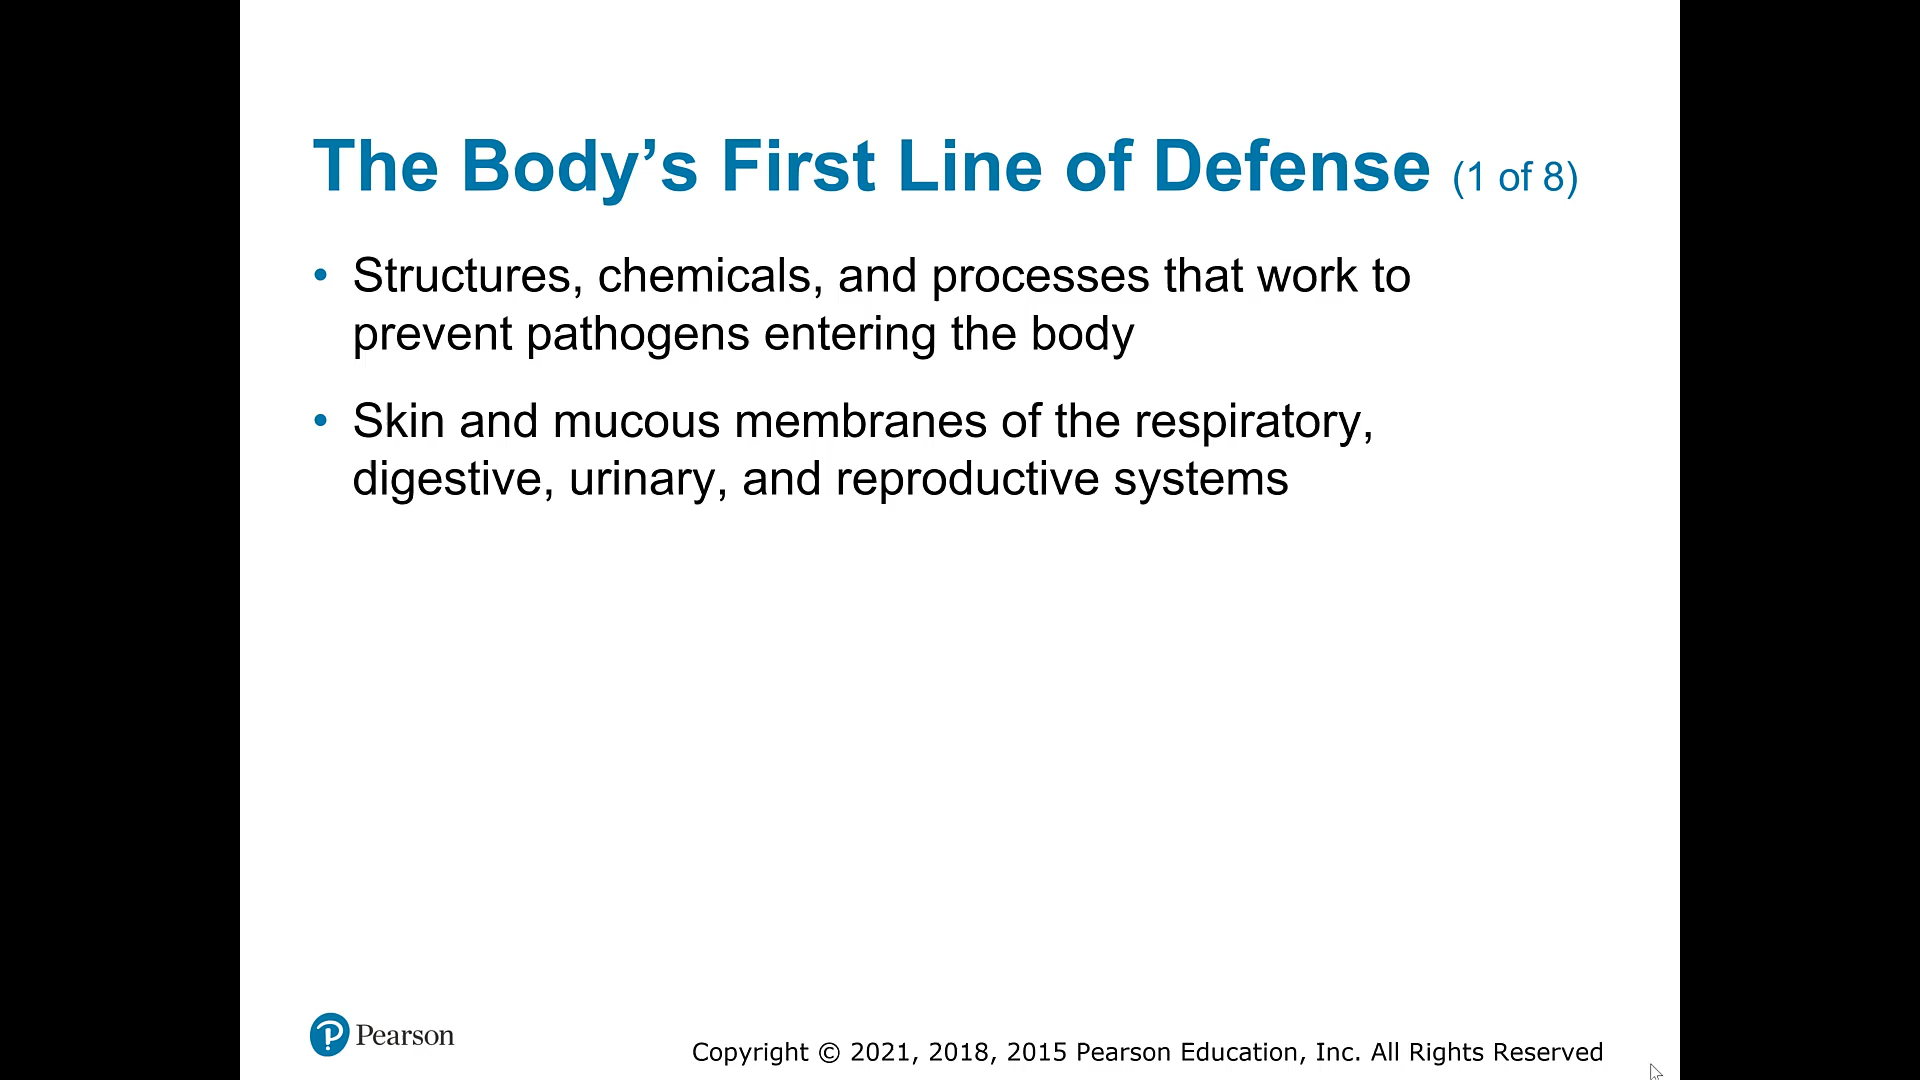 The Body’s First Line of Defense (1 of 8)
• Structures, chemicals, and processes that work to
prevent pathogens entering the body
• Skin and mucous membranes of the respiratory,
digestive, urinary, and reproductive systems
Pearson
Copyright © 2021, 2018, 2015 Pearson Education, Inc. All Rights Reserved